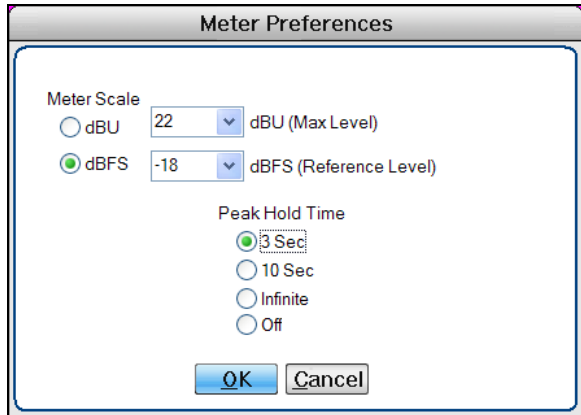 Meter Preferences
Meter Scale
dBU 22 dBU (Max Level)
dBFS -18 dBFS (Reference Level)
Peak Hold Time
3 Sec
10 Sec
Infinite
Off
OK Cancel